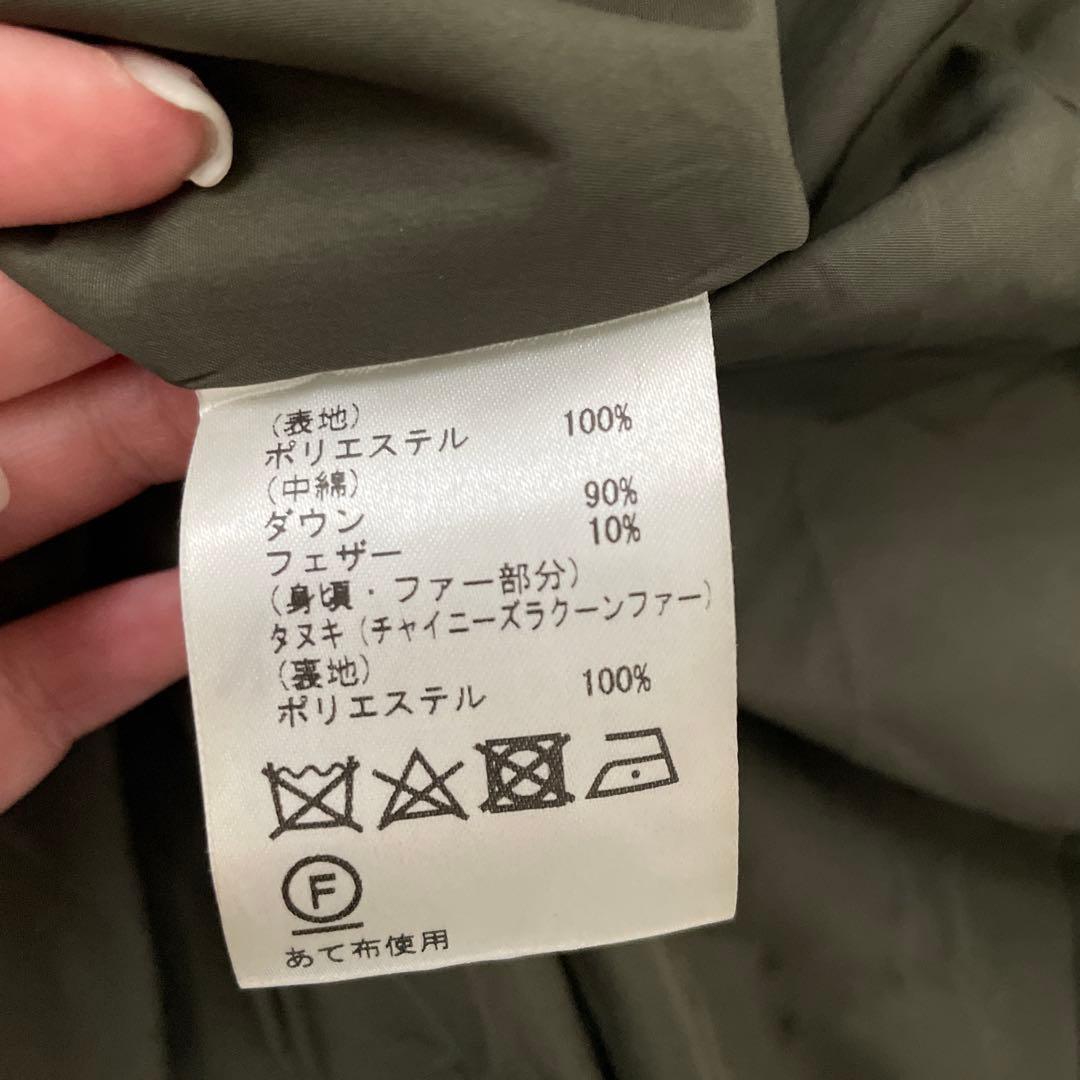 (表地)
ポリエステル 100%
(中綿)
ダウン 90%
フェザー 10%
(身頃・ファー部分)
タヌキ(チャイニーズラクーンファー)
(裏地)
ポリエステル 100%
F
あて布使用